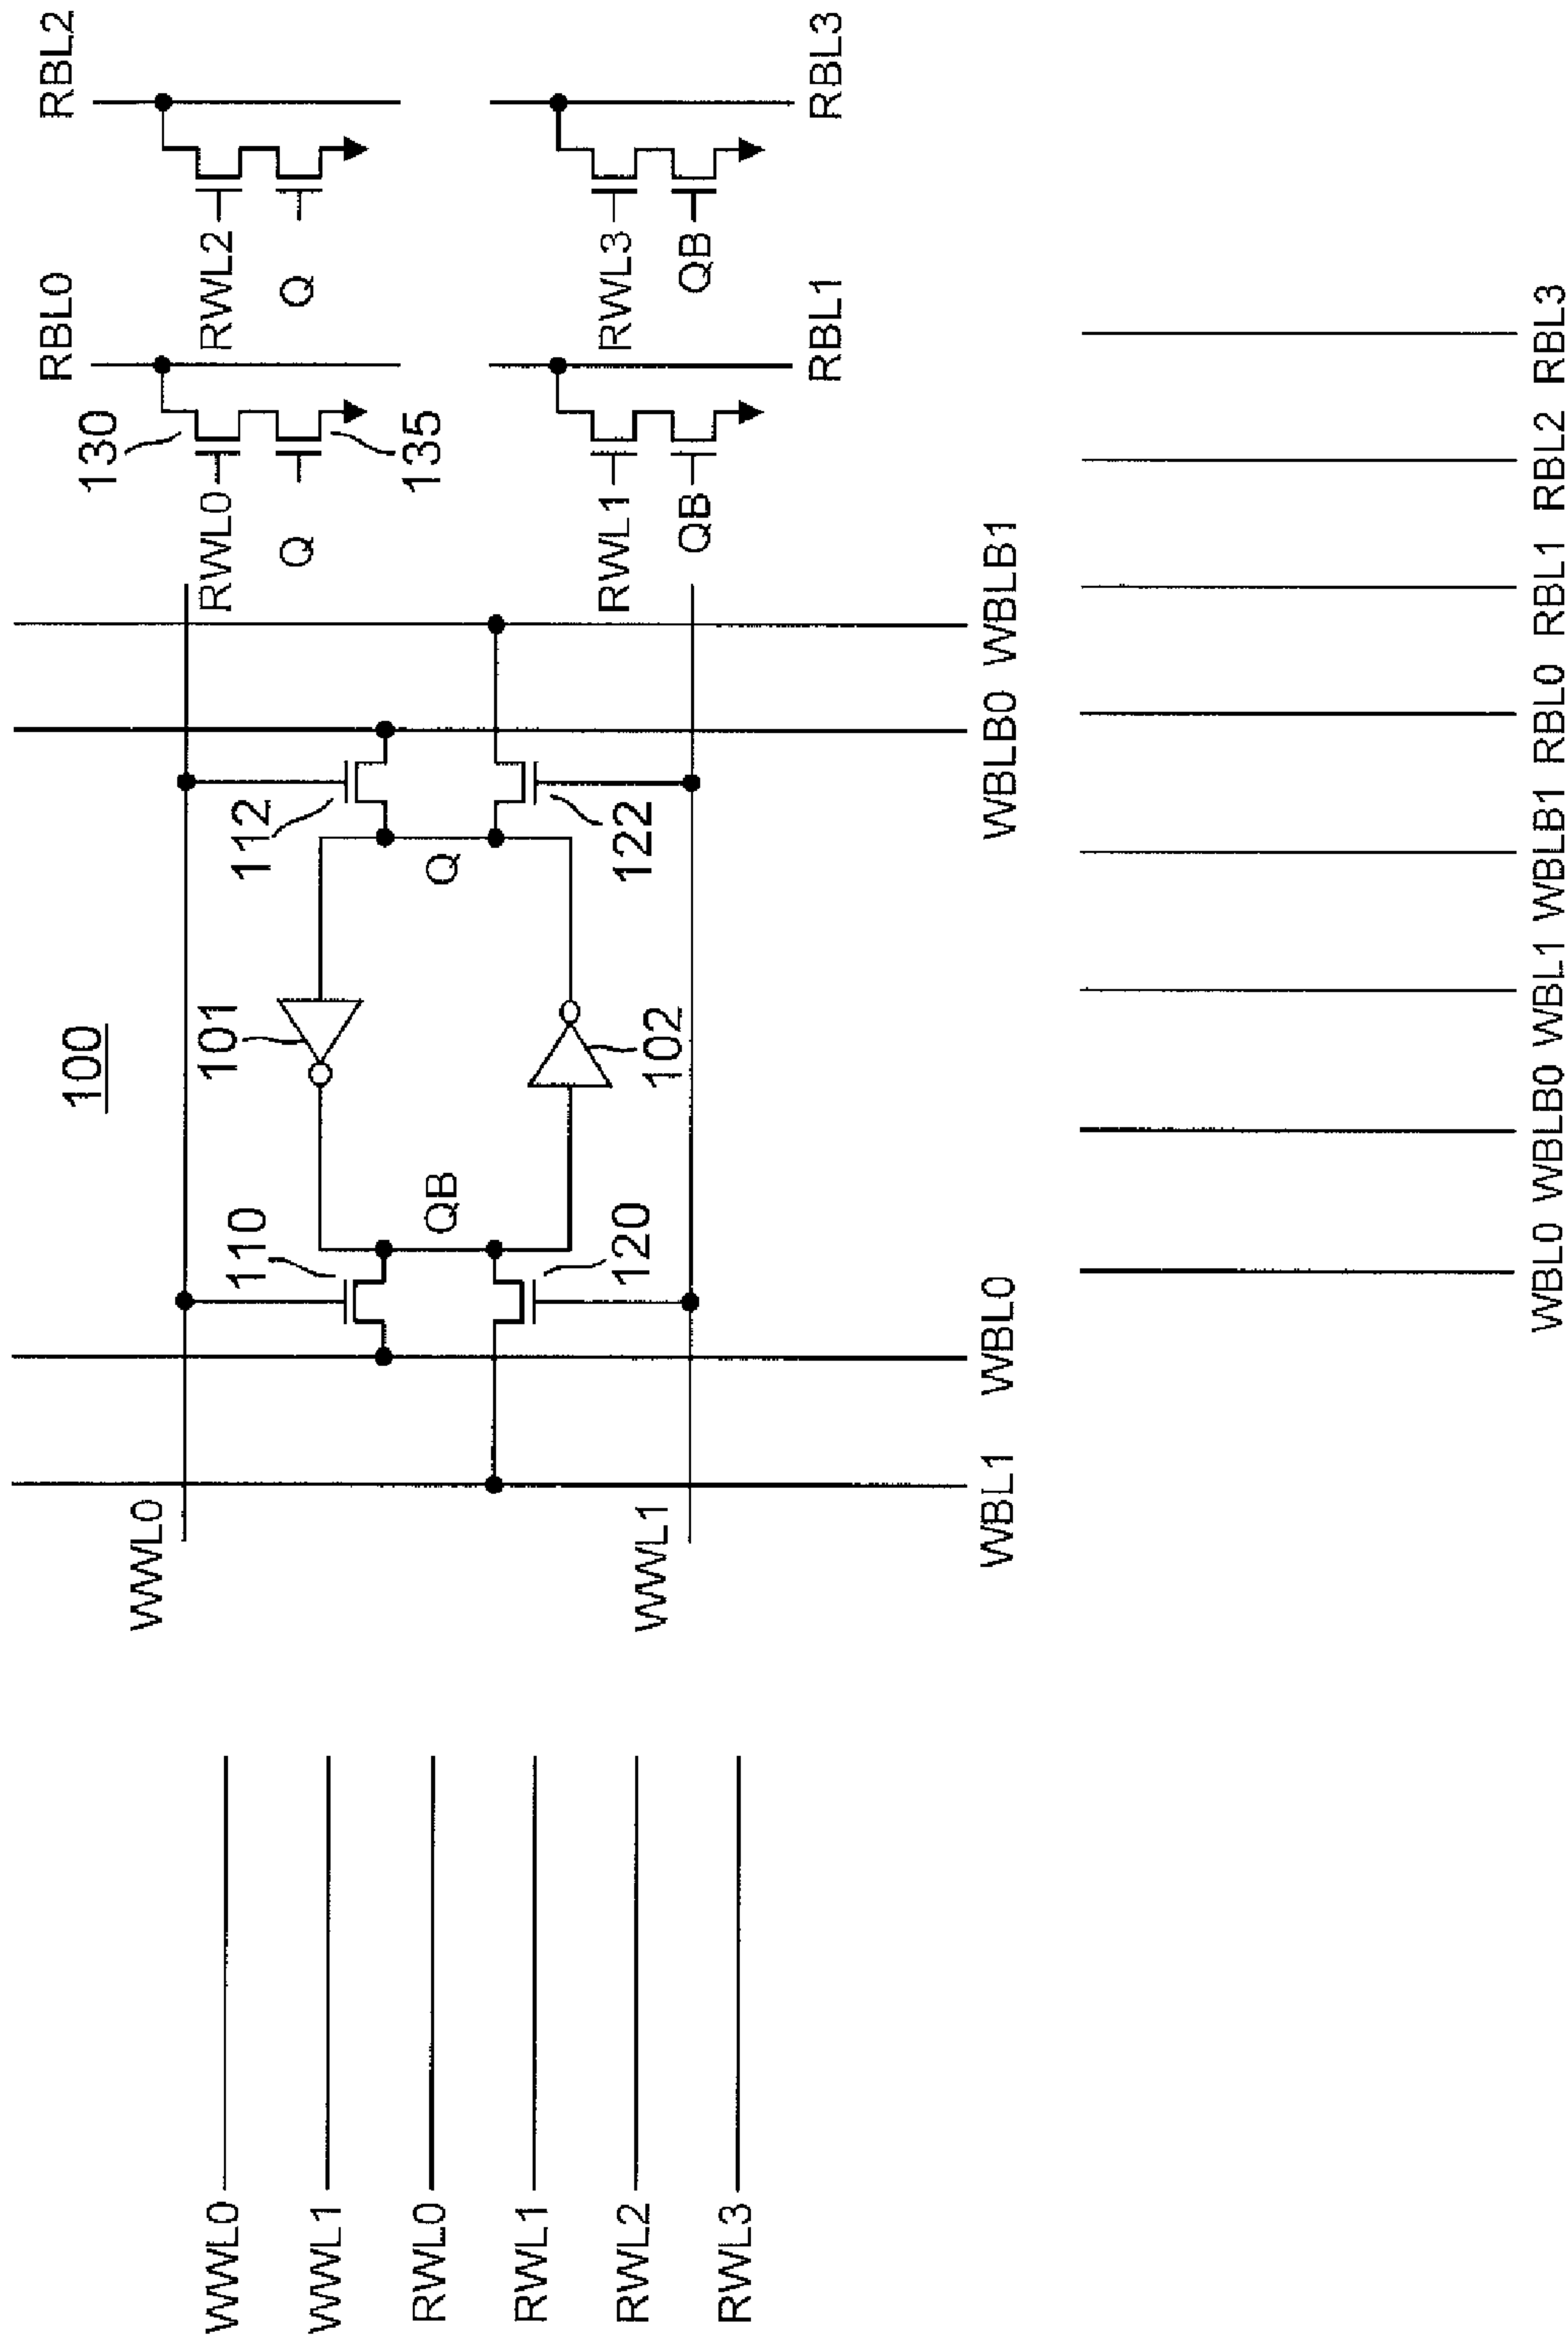 100
WWL0
WWL1
RWL0
RWL1
RWL2
RWL3
WWL0
WWL1
WBL1
WBL0
110
QB
120
101
102
112
Q
122
WBLB0
WBLB1
RBL0
130
RWL0
Q
135
RBL2
RWL2
Q
RWL1
QB
RBL1
RWL3
QB
RBL3
WBL0 WBLB0 WBL1 WBLB1 RBL0 RBL1 RBL2 RBL3